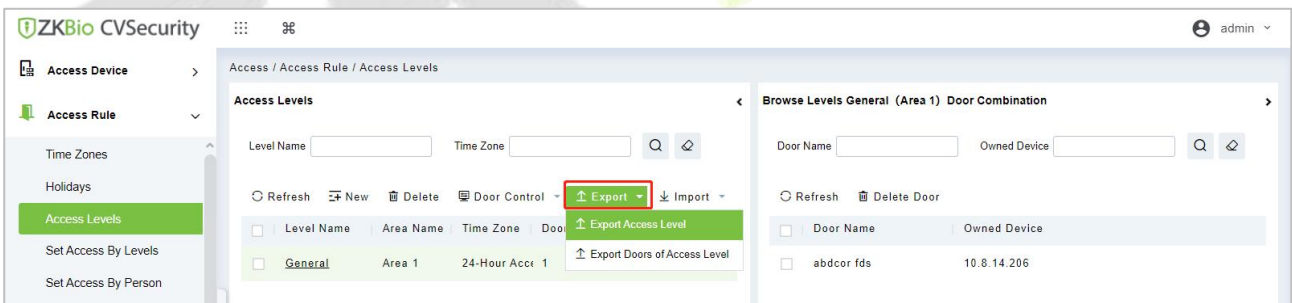 ZKBio CVSecurity
admin
Access Device
Access Rule
Time Zones
Holidays
Access Levels
Set Access By Levels
Set Access By Person
Access / Access Rule / Access Levels
Access Levels
Level Name Time Zone
Refresh New Delete Door Control Export Import
Level Name Area Name Time Zone Doo
General Area 1 24-Hour Acce 1
Export Access Level
Export Doors of Access Level
Browse Levels General (Area 1) Door Combination
Door Name Owned Device
Refresh Delete Door
Door Name Owned Device
abdcor fds 10.8.14.206